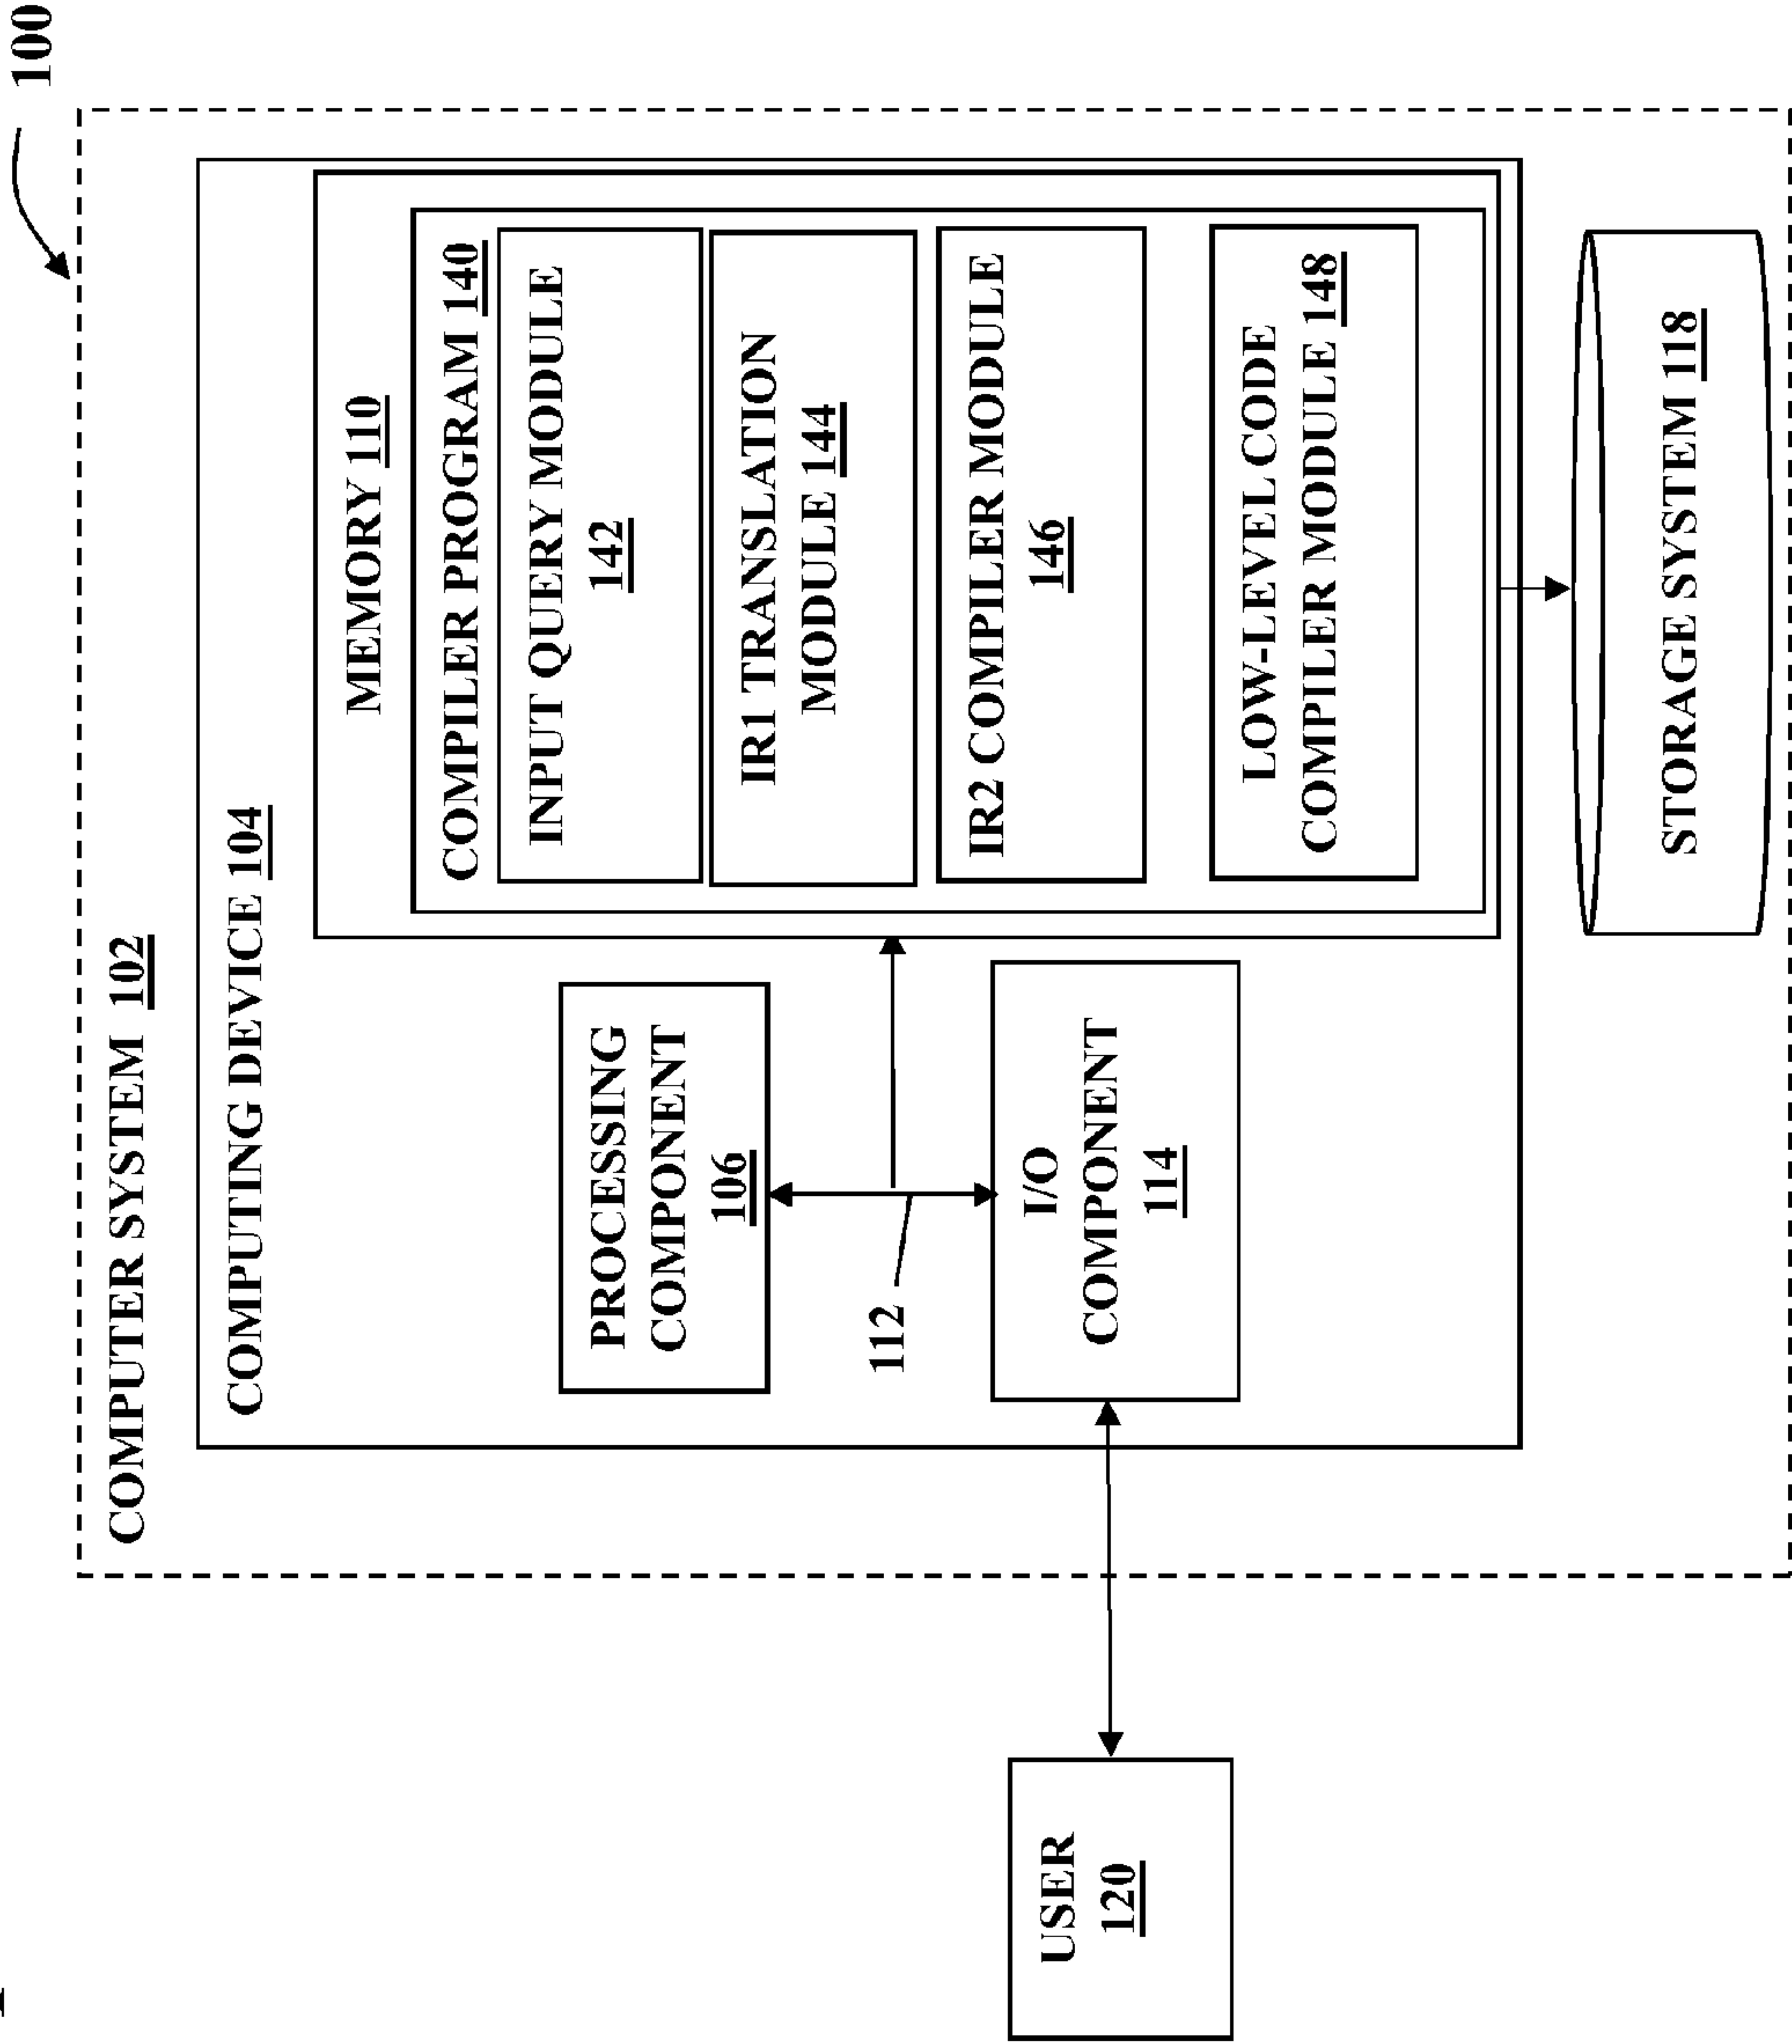 100
COMPUTER SYSTEM 102
COMPUTING DEVICE 104
MEMORY 110
COMPILER PROGRAM 140
INPUT QUERY MODULE
142
IR1 TRANSLATION
MODULE 144
IR2 COMPILER MODULE
146
LOW-LEVEL CODE
COMPILER MODULE 148
PROCESSING
COMPONENT
106
112
I/O
COMPONENT
114
STORAGE SYSTEM 118
USER
120